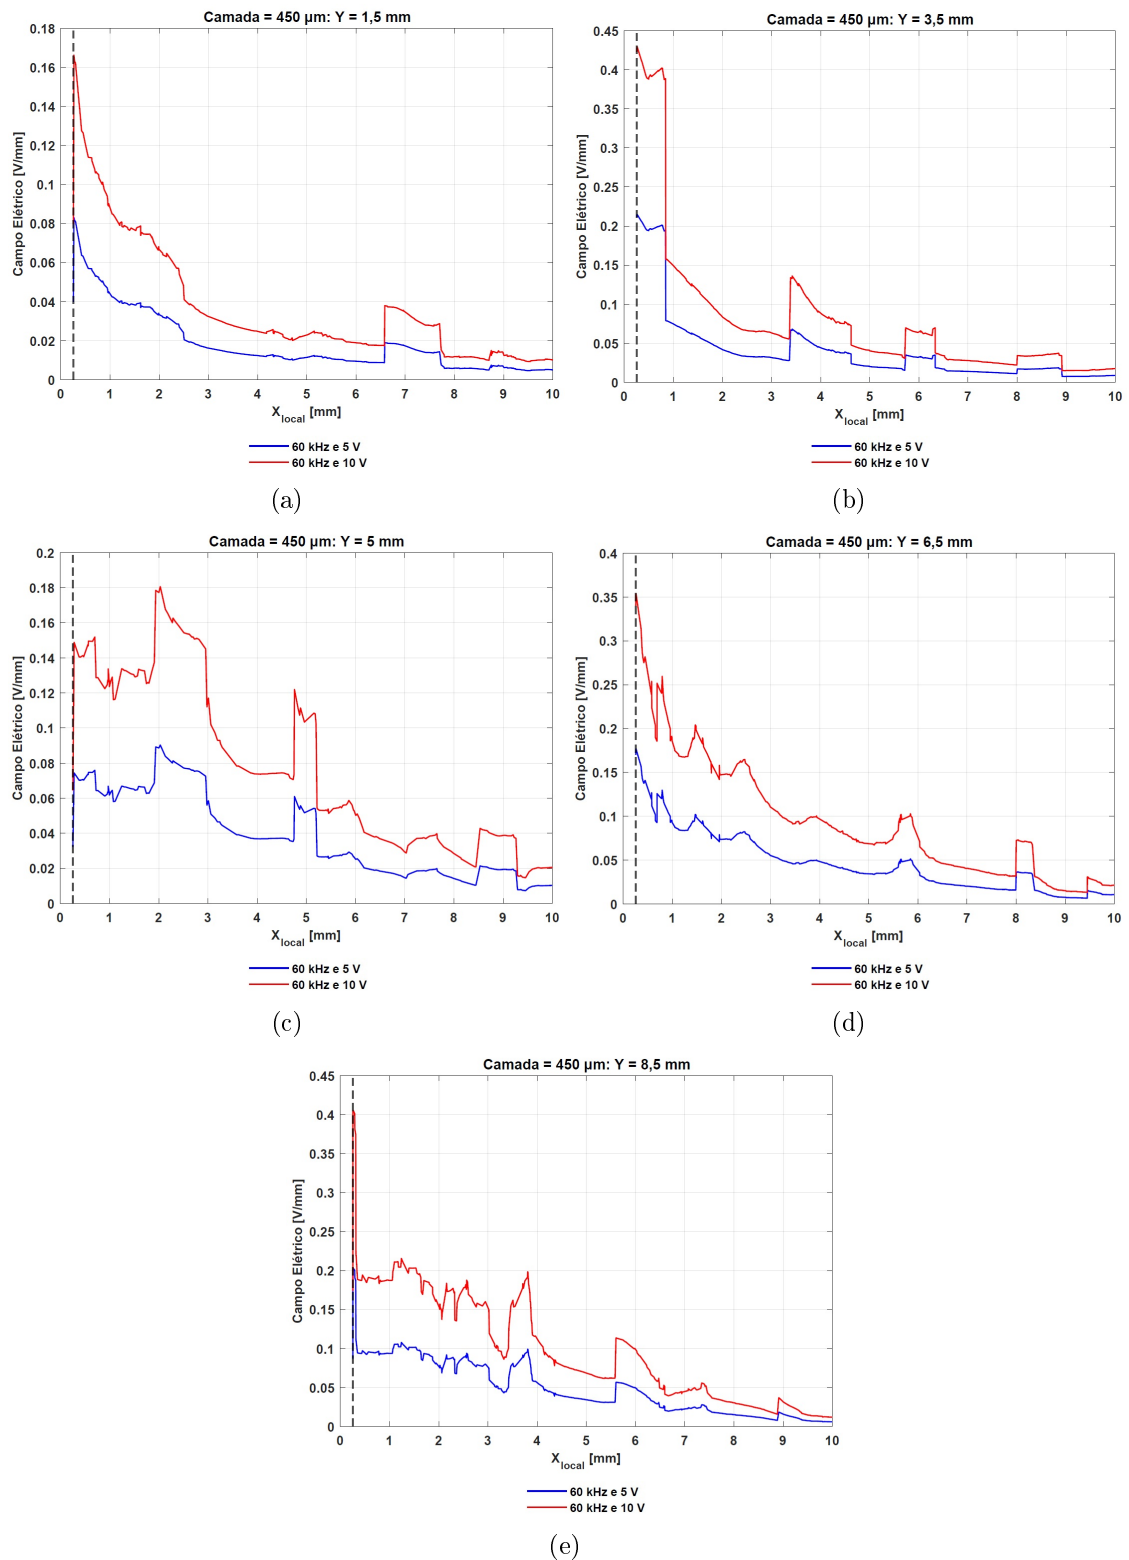 Camada = 450 µm: Y = 1,5 mm
0.18
0.16
0.14
0.12
0.1
0.08
0.06
0.04
0.02
0
Campo Elétrico [V/mm]
0 1 2 3 4 5 6 7 8 9 10
X_local [mm]
60 kHz e 5 V
60 kHz e 10 V
(a)
Camada = 450 µm: Y = 3,5 mm
0.45
0.4
0.35
0.3
0.25
0.2
0.15
0.1
0.05
0
Campo Elétrico [V/mm]
0 1 2 3 4 5 6 7 8 9 10
X_local [mm]
60 kHz e 5 V
60 kHz e 10 V
(b)
Camada = 450 µm: Y = 5 mm
0.2
0.18
0.16
0.14
0.12
0.1
0.08
0.06
0.04
0.02
0
Campo Elétrico [V/mm]
0 1 2 3 4 5 6 7 8 9 10
X_local [mm]
60 kHz e 5 V
60 kHz e 10 V
(c)
Camada = 450 µm: Y = 6,5 mm
0.4
0.35
0.3
0.25
0.2
0.15
0.1
0.05
0
Campo Elétrico [V/mm]
0 1 2 3 4 5 6 7 8 9 10
X_local [mm]
60 kHz e 5 V
60 kHz e 10 V
(d)
Camada = 450 µm: Y = 8,5 mm
0.45
0.4
0.35
0.3
0.25
0.2
0.15
0.1
0.05
0
Campo Elétrico [V/mm]
0 1 2 3 4 5 6 7 8 9 10
X_local [mm]
60 kHz e 5 V
60 kHz e 10 V
(e)